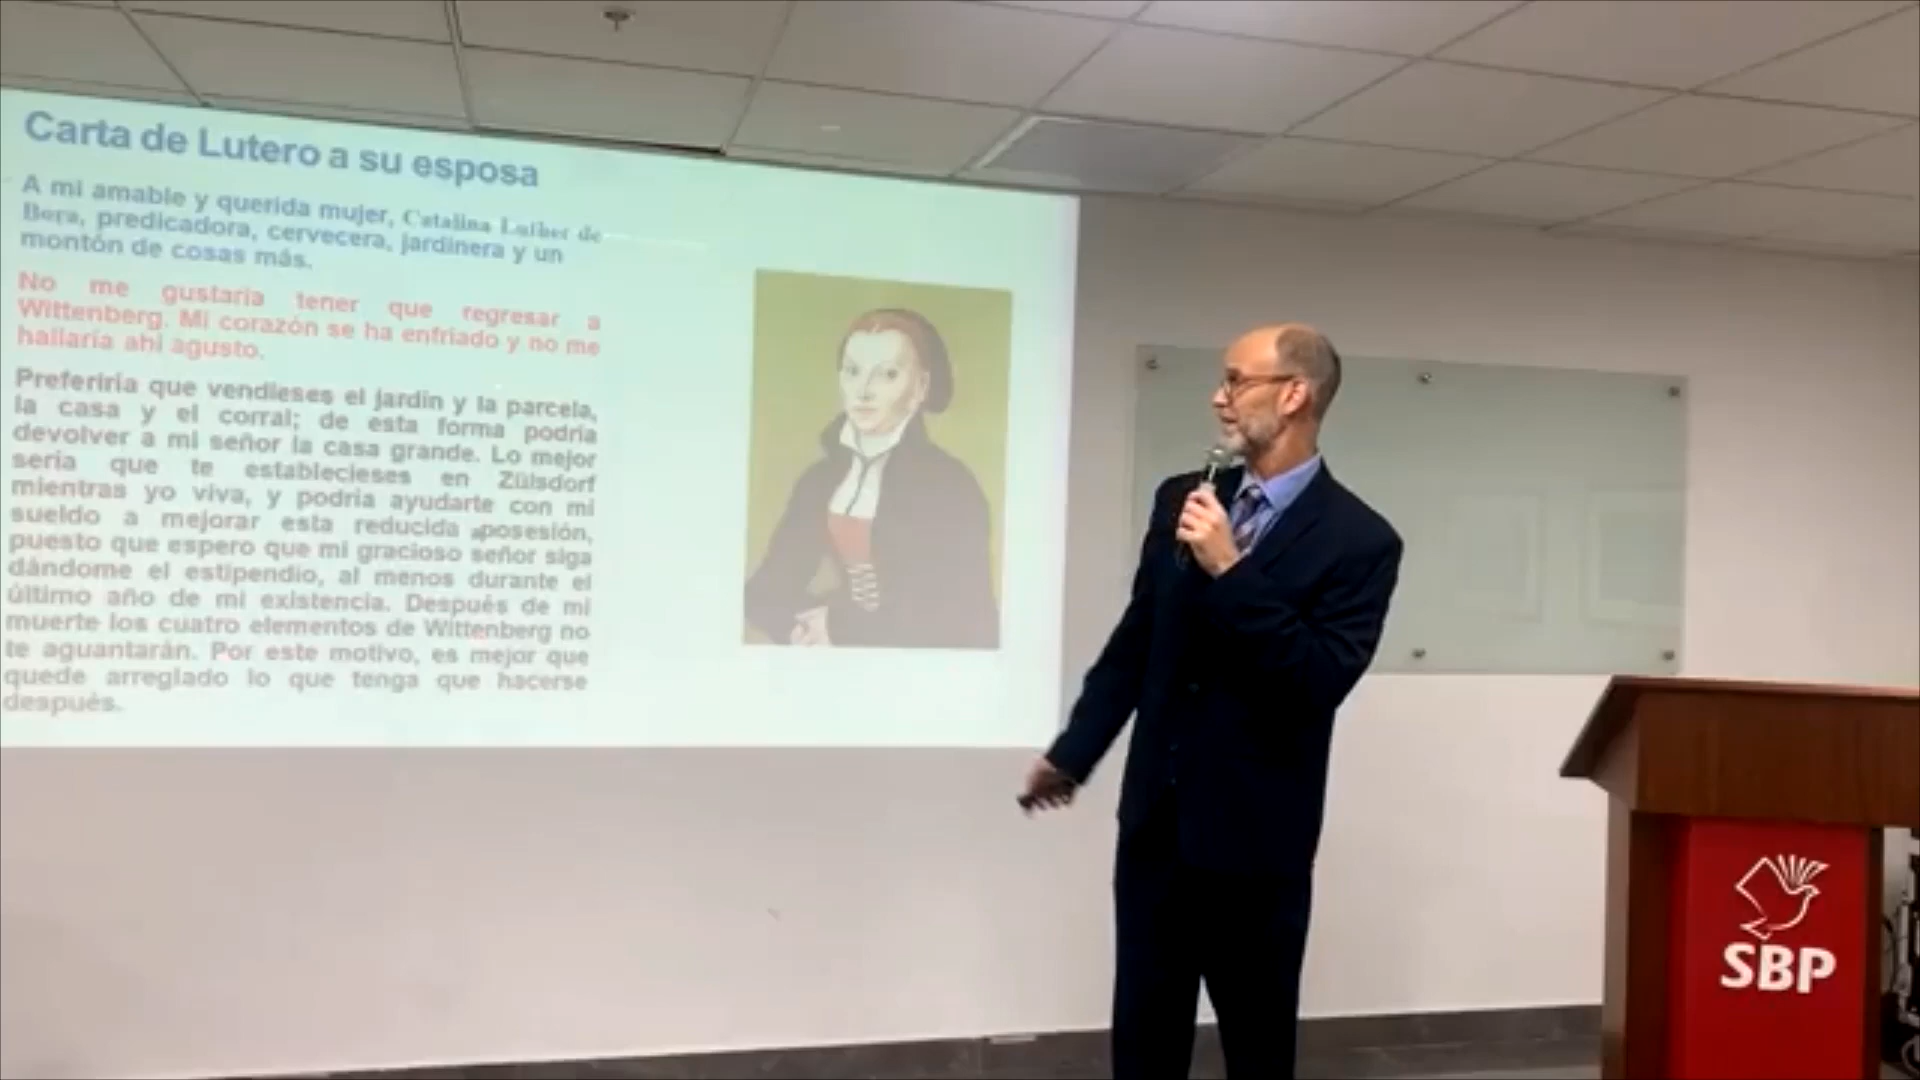 Carta de Lutero a su esposa
A mi amable y querida mujer, Catalina Luther de
Bora, predicadora, cervecera, jardinera y un
montón de cosas más.
No me gustaría tener que regresar a
Wittenberg. Mi corazón se ha enfriado y no me
hallaría ahí agusto.
Preferiría que vendieses el jardín y la parcela,
la casa y el corral; de esta forma podría
devolver a mi señor la casa grande. Lo mejor
sería que te establecieses en Zülsdorf
mientras yo viva, y podría ayudarte con mi
sueldo a mejorar esta reducida posesión,
puesto que espero que mi gracioso señor siga
dándome el estipendio, al menos durante el
último año de mi existencia. Después de mi
muerte los cuatro elementos de Wittenberg no
te aguantarán. Por este motivo, es mejor que
quede arreglado lo que tenga que hacerse
después.
SBP